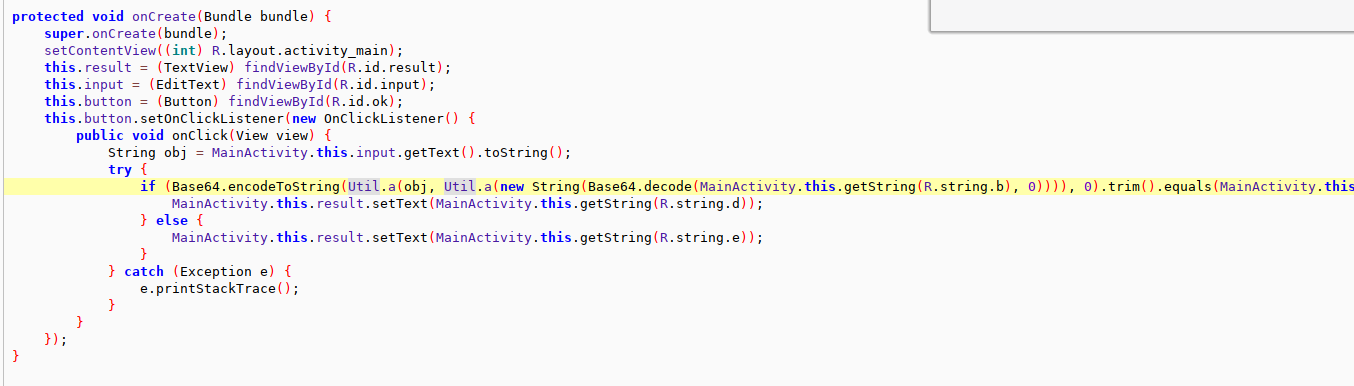 protected void onCreate(Bundle bundle) {
    super.onCreate(bundle);
    setContentView((int) R.layout.activity_main);
    this.result = (TextView) findViewById(R.id.result);
    this.input = (EditText) findViewById(R.id.input);
    this.button = (Button) findViewById(R.id.ok);
    this.button.setOnClickListener(new OnClickListener() {
        public void onClick(View view) {
            String obj = MainActivity.this.input.getText().toString();
            try {
                if (Base64.encodeToString(Util.a(obj, Util.a(new String(Base64.decode(MainActivity.this.getString(R.string.b), 0)))), 0).trim().equals(MainActivity.this
                    MainActivity.this.result.setText(MainActivity.this.getString(R.string.d));
                } else {
                    MainActivity.this.result.setText(MainActivity.this.getString(R.string.e));
                }
            } catch (Exception e) {
                e.printStackTrace();
            }
        }
    });
}